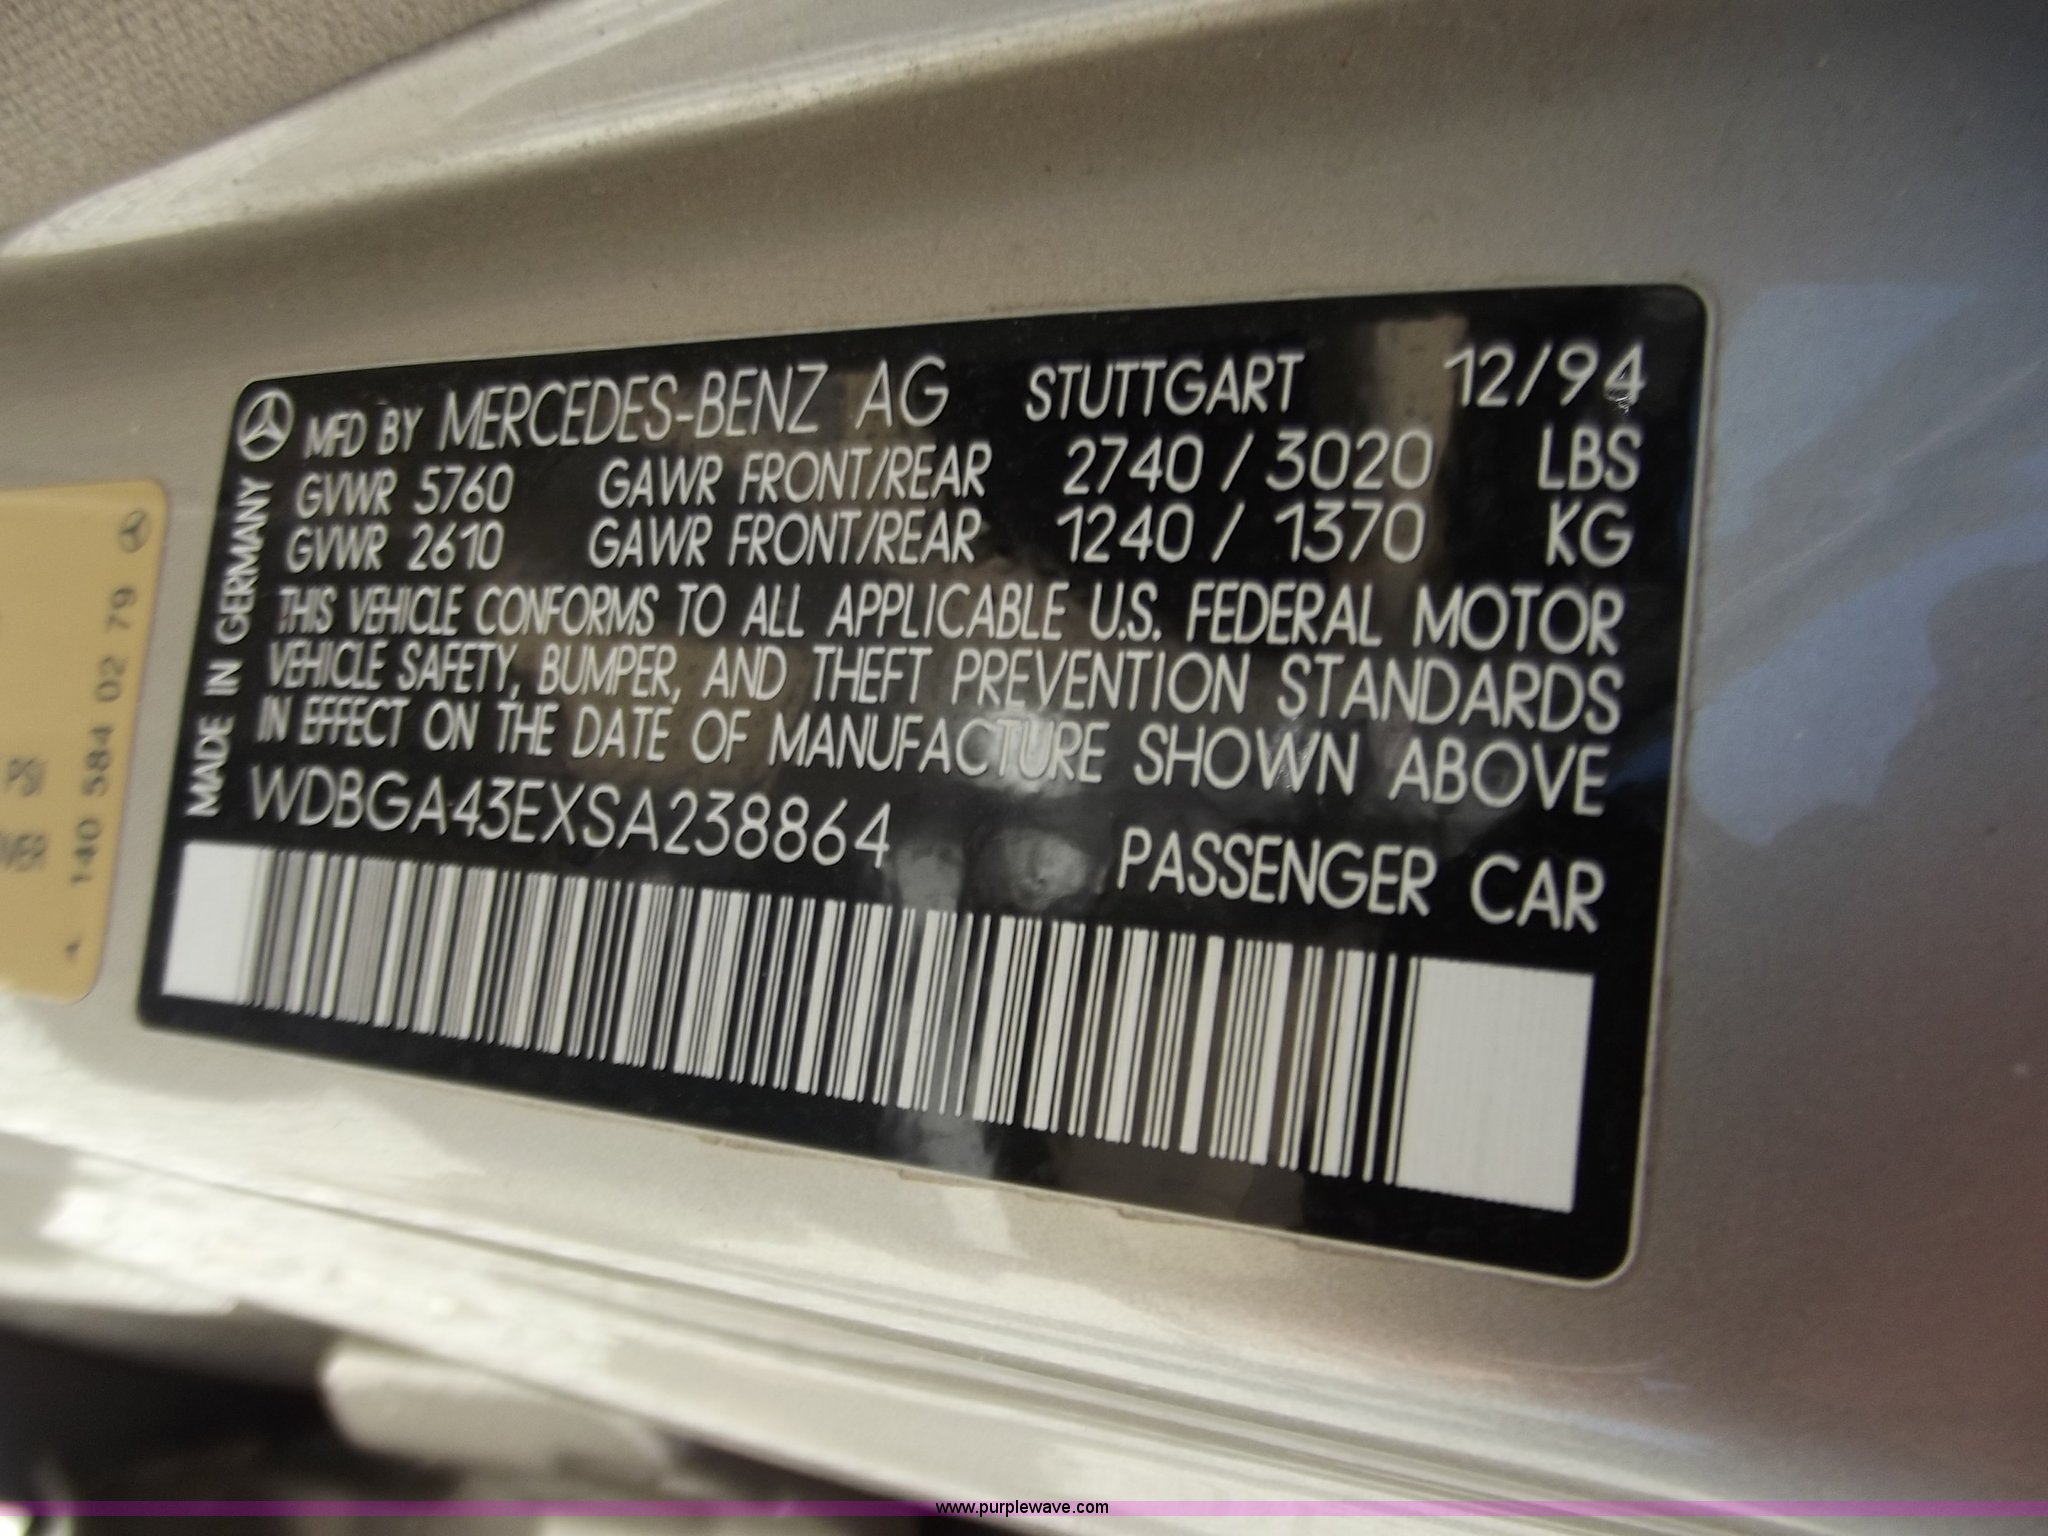 MFD BY MERCEDES-BENZ AG STUTTGART 12/94
GVWR 5760 GAWR FRONT/REAR 2740 / 3020 LBS
GVWR 2610 GAWR FRONT/REAR 1240 / 1370 KG
THIS VEHICLE CONFORMS TO ALL APPLICABLE U.S. FEDERAL MOTOR
VEHICLE SAFETY, BUMPER, AND THEFT PREVENTION STANDARDS
IN EFFECT ON THE DATE OF MANUFACTURE SHOWN ABOVE
WDBGA43EXSA238864
PASSENGER CAR
MADE IN GERMANY
140 584 02 79
PSI
www.purplewave.com